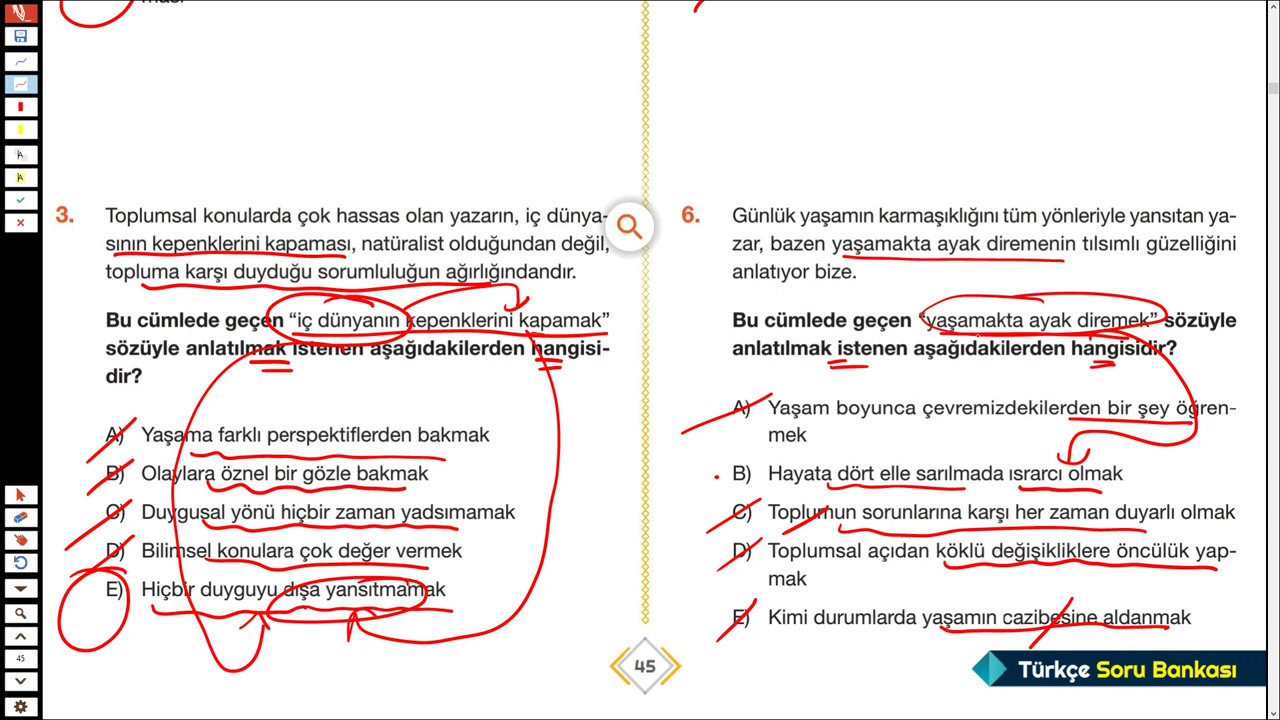 3. Toplumsal konularda çok hassas olan yazarın, iç dünya-
sının kepenklerini kapaması, natüralist olduğundan değil,
topluma karşı duyduğu sorumluluğun ağırlığındandır.
Bu cümlede geçen “iç dünyanın kepenklerini kapamak”
sözüyle anlatılmak istenen aşağıdakilerden hangisi-
dir?
A) Yaşama farklı perspektiflerden bakmak
B) Olaylara öznel bir gözle bakmak
C) Duygusal yönü hiçbir zaman yadsımamak
D) Bilimsel konulara çok değer vermek
E) Hiçbir duyguyu dışa yansıtmamak
6. Günlük yaşamın karmaşıklığını tüm yönleriyle yansıtan ya-
zar, bazen yaşamakta ayak diremenin tılsımlı güzelliğini
anlatıyor bize.
Bu cümlede geçen “yaşamakta ayak diremek” sözüyle
anlatılmak istenen aşağıdakilerden hangisidir?
A) Yaşam boyunca çevremizdekilerden bir şey öğren-
mek
B) Hayata dört elle sarılmada ısrarcı olmak
C) Toplumun sorunlarına karşı her zaman duyarlı olmak
D) Toplumsal açıdan köklü değişikliklere öncülük yap-
mak
E) Kimi durumlarda yaşamın cazibesine aldanmak
45
Türkçe Soru Bankası
A
A
45